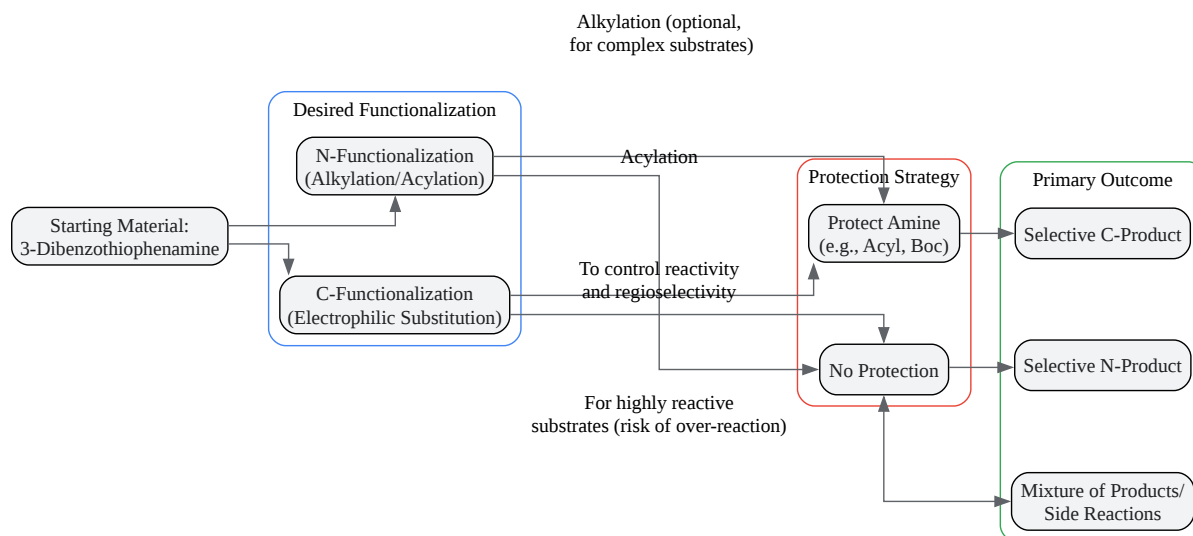 Alkylation (optional,
for complex substrates)
Desired Functionalization
N-Functionalization
(Alkylation/Acylation)
Acylation
Protection Strategy
Primary Outcome
Starting Material:
3-Dibenzothiophenamine
Protect Amine
(e.g., Acyl, Boc)
Selective C-Product
C-Functionalization
(Electrophilic Substitution)
To control reactivity
and regioselectivity
No Protection
Selective N-Product
For highly reactive
substrates (risk of over-reaction)
Mixture of Products/
Side Reactions